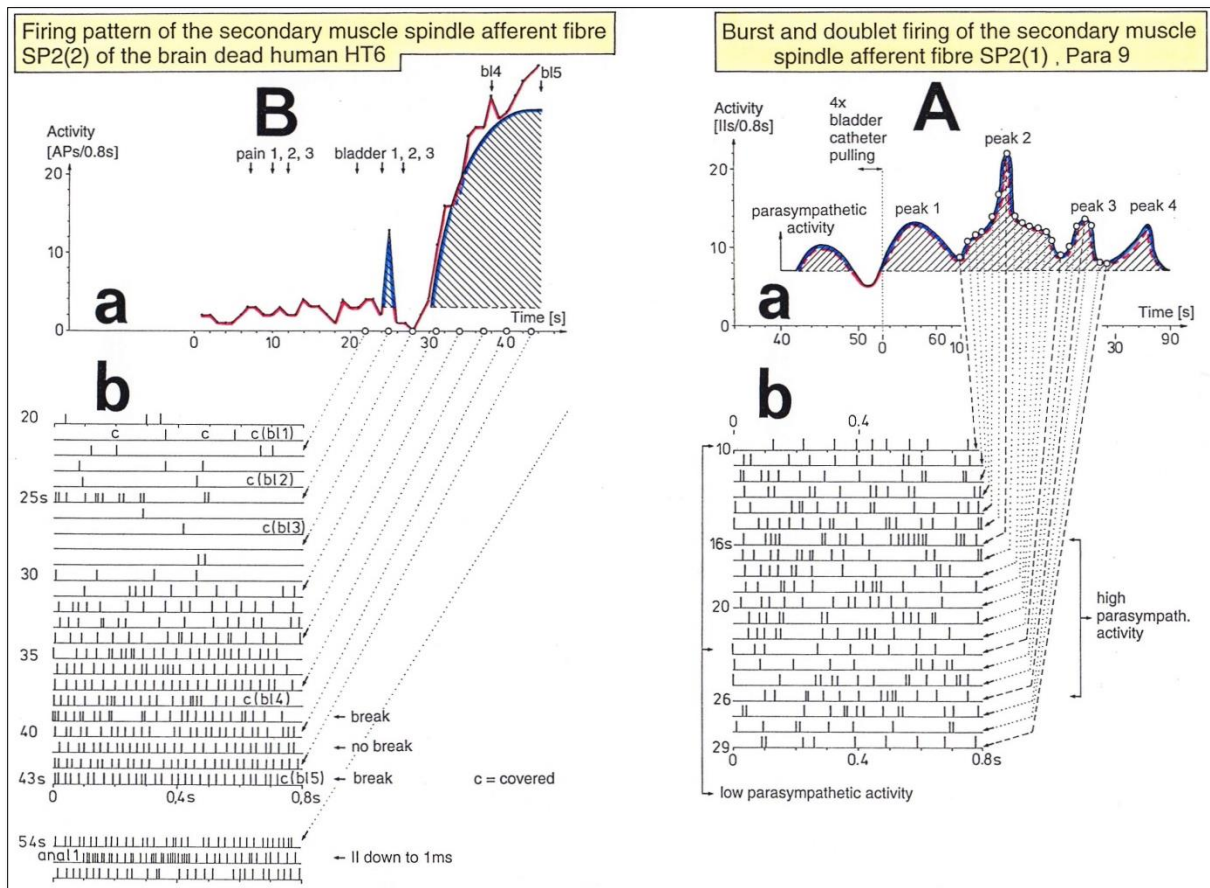 Firing pattern of the secondary muscle spindle afferent fibre
SP2(2) of the brain dead human HT6
B
Activity
[APs/0.8s]
pain 1, 2, 3
bladder 1, 2, 3
bl4
bl5
20
10
0
a
Time [s]
0
10
20
30
40
b
20
c
c
c(bl1)
c(bl2)
25s
c(bl3)
30
35
c(bl4)
break
40
no break
43s
c(bl5)
break
c = covered
0
0,4s
0,8s
54s
anal1
II down to 1ms
Burst and doublet firing of the secondary muscle
spindle afferent fibre SP2(1) , Para 9
A
Activity
[IIs/0.8s]
4x
bladder
catheter
pulling
peak 2
20
parasympathetic
activity
peak 1
peak 3
peak 4
10
0
a
Time [s]
40
50
0
60
10
30
90
b
0
0.4
10
16s
20
26
29
0
0.4
0.8s
high
parasympath.
activity
low parasympathetic activity